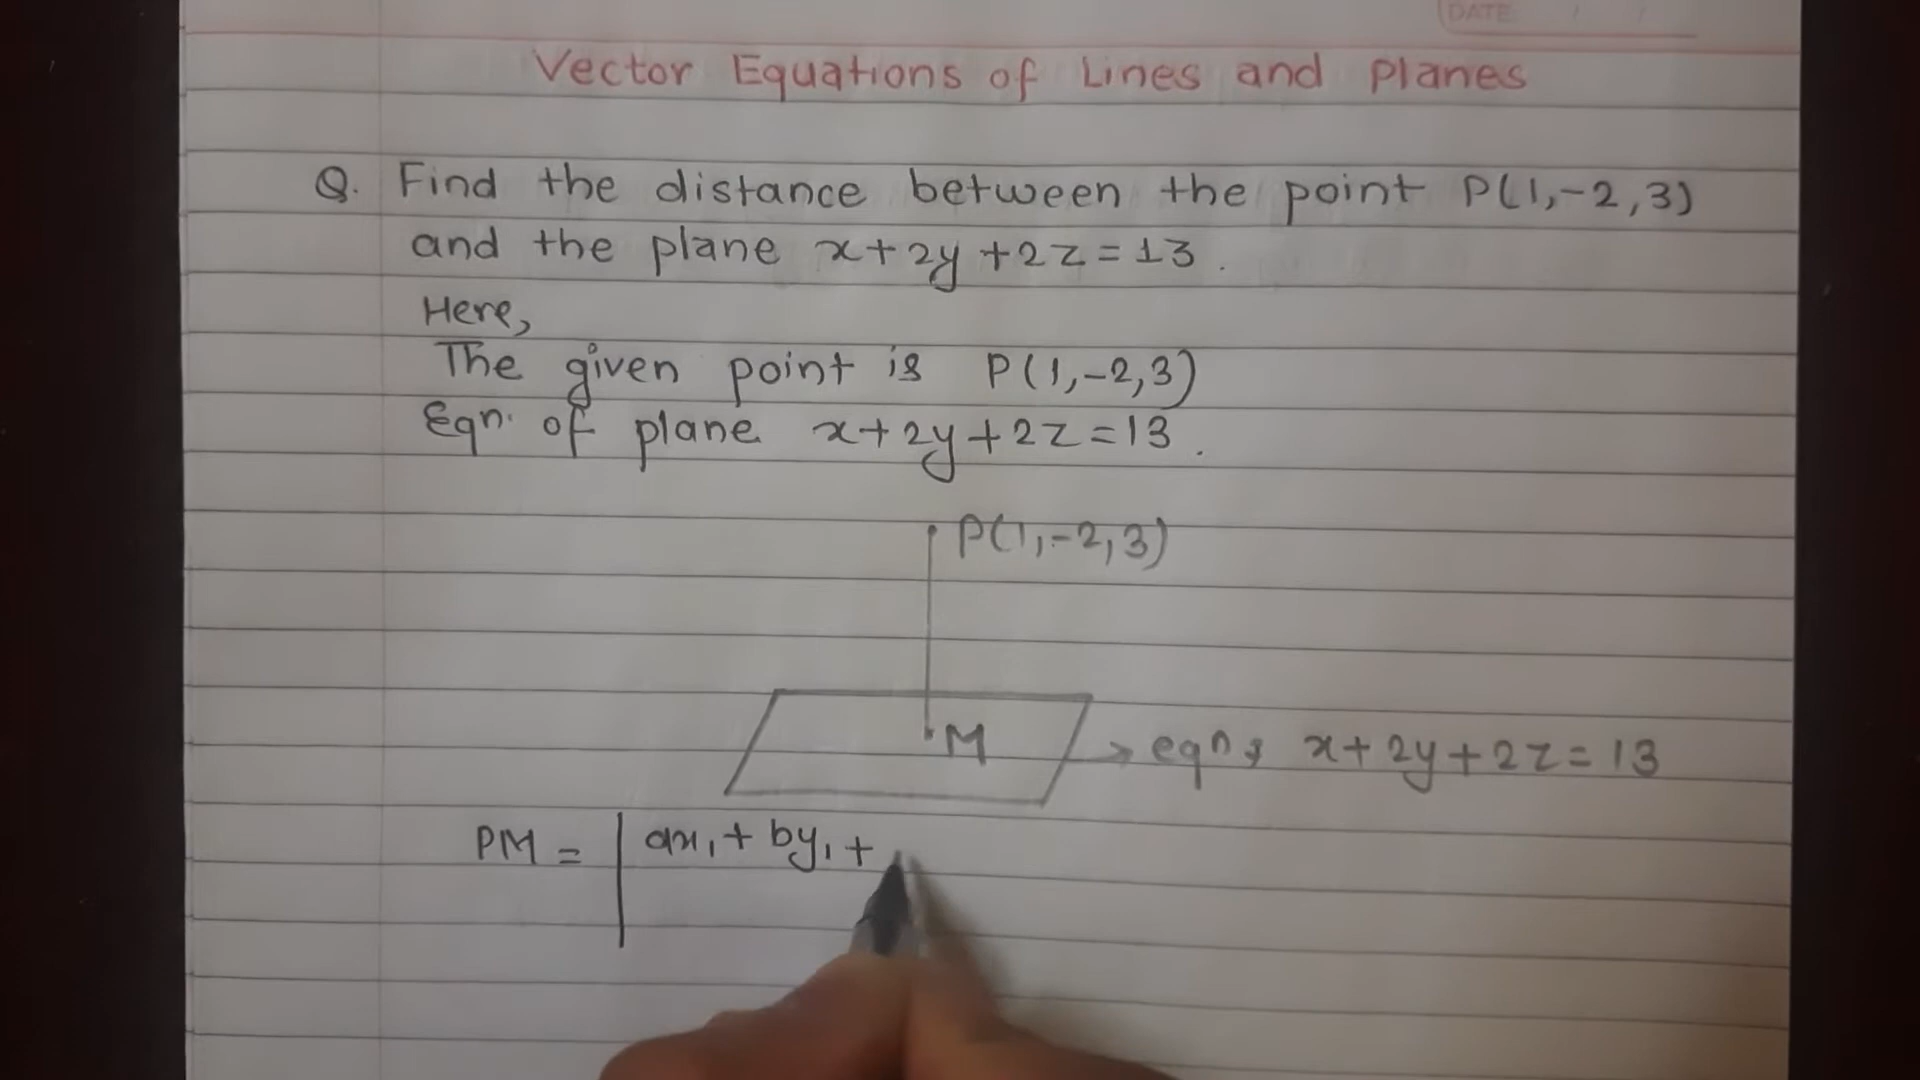 DATE
Vector Equations of Lines and Planes
Q. Find the distance between the point P(1,-2,3)
and the plane x+2y+2z=13.
Here,
The given point is P(1,-2,3)
Eqn. of plane x+2y+2z=13.
P(1,-2,3)
M → eqn, x+2y+2z=13
PM = | ax₁+by₁+